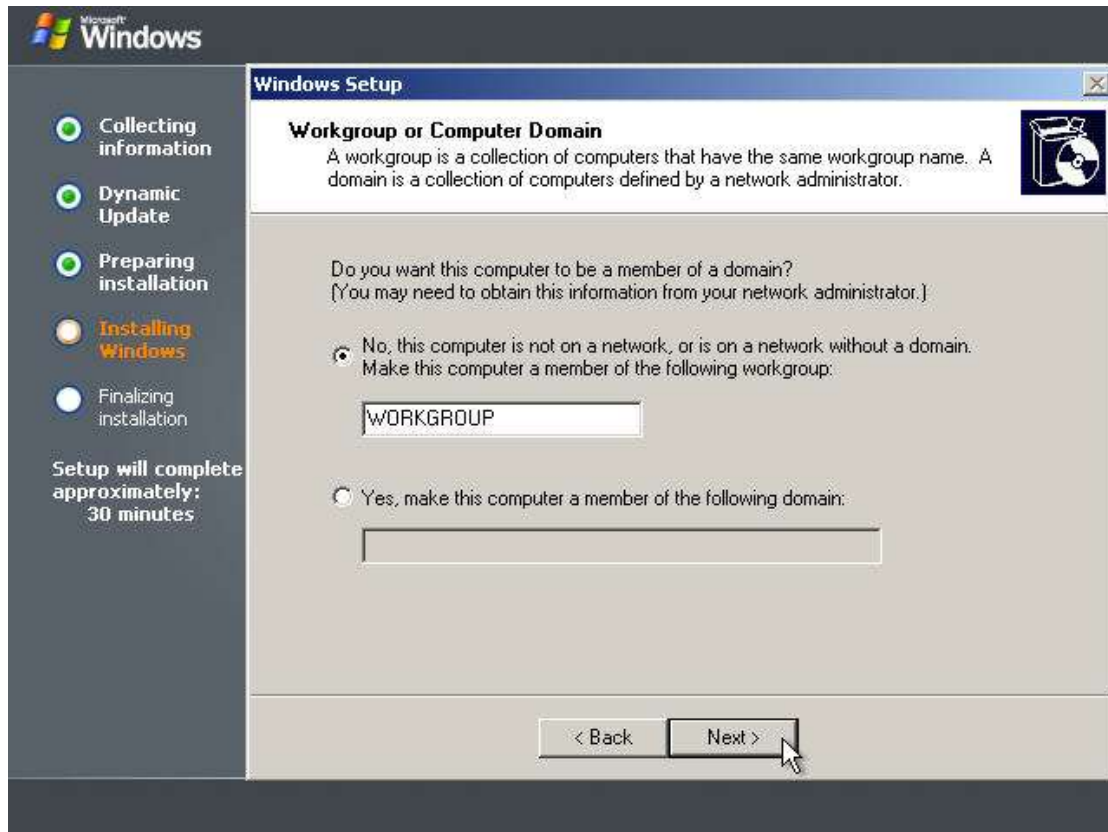 Microsoft
Windows
Collecting
information
Dynamic
Update
Preparing
installation
Installing
Windows
Finalizing
installation
Setup will complete
approximately:
30 minutes
Windows Setup
Workgroup or Computer Domain
A workgroup is a collection of computers that have the same workgroup name. A
domain is a collection of computers defined by a network administrator.
Do you want this computer to be a member of a domain?
(You may need to obtain this information from your network administrator.)
No, this computer is not on a network, or is on a network without a domain.
Make this computer a member of the following workgroup:
WORKGROUP
Yes, make this computer a member of the following domain:
< Back
Next >